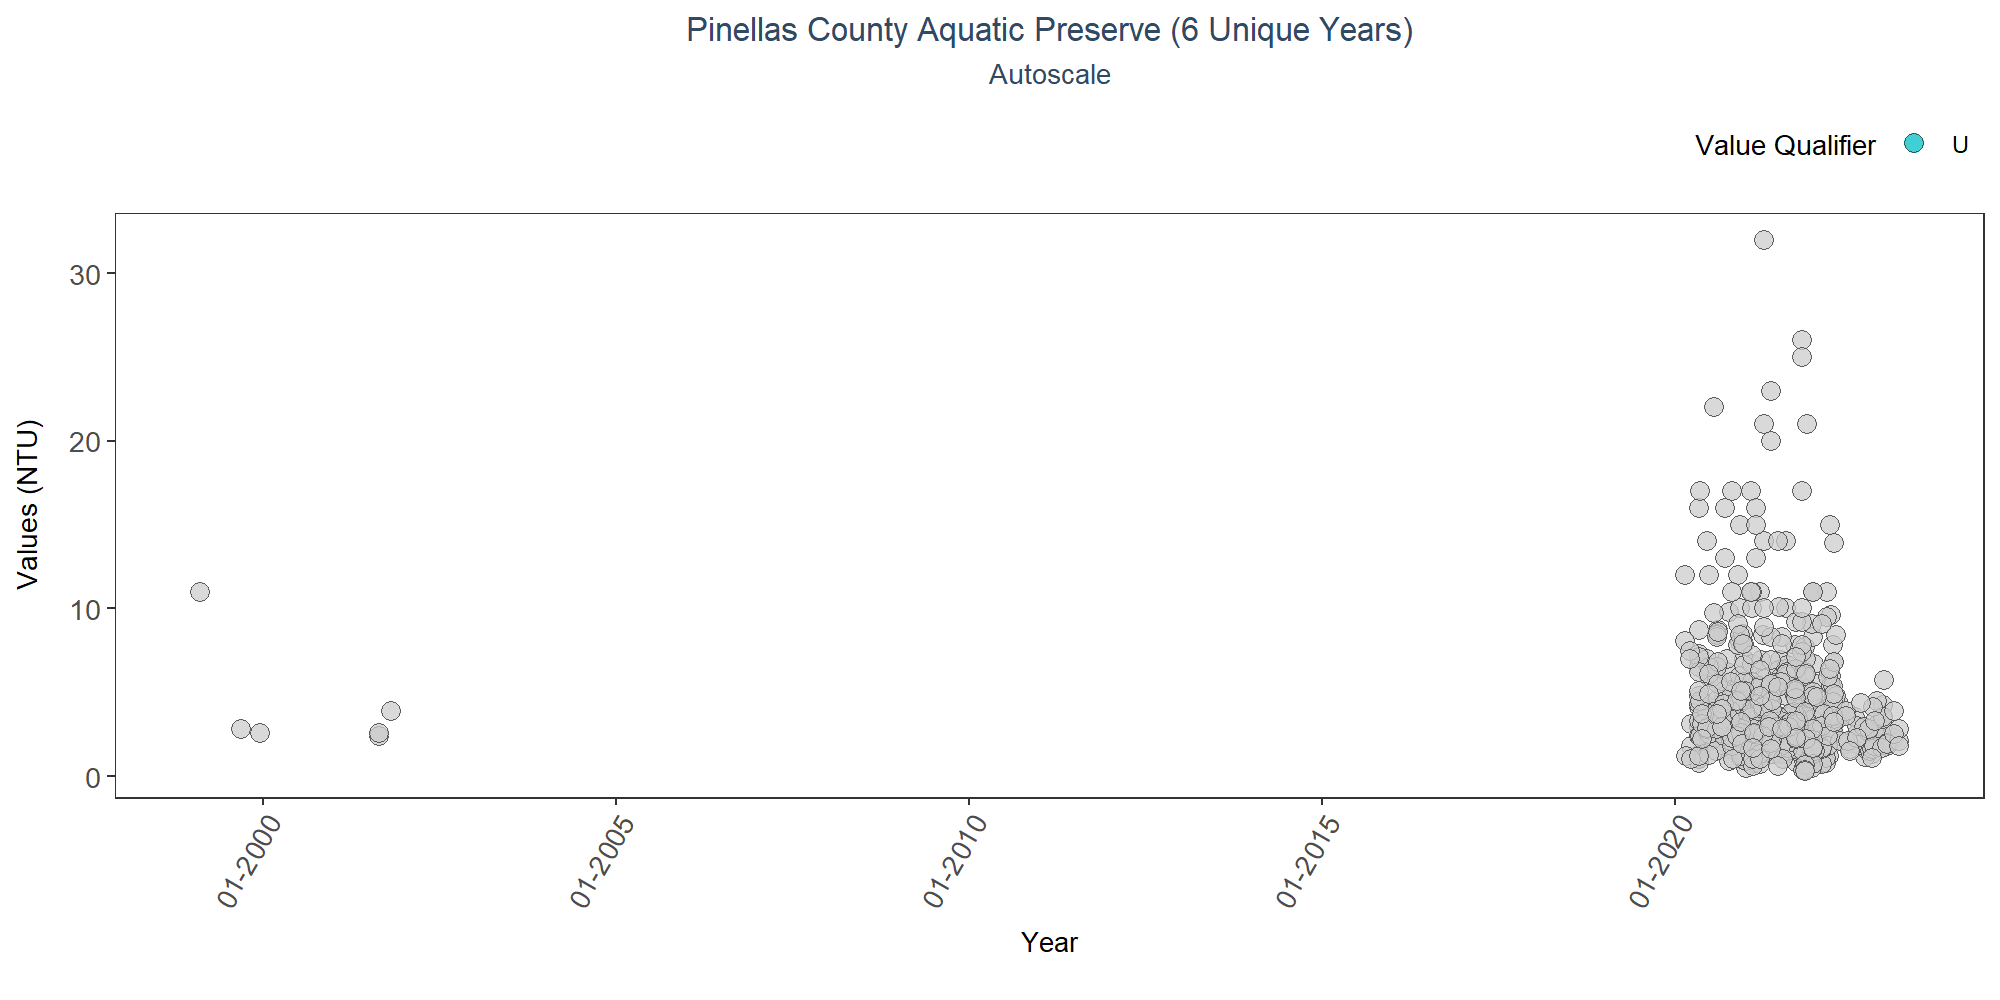 Pinellas County Aquatic Preserve (6 Unique Years)
Autoscale
Value Qualifier U
Values (NTU)
30
20
10
0
01-2000 01-2005 01-2010 01-2015 01-2020
Year